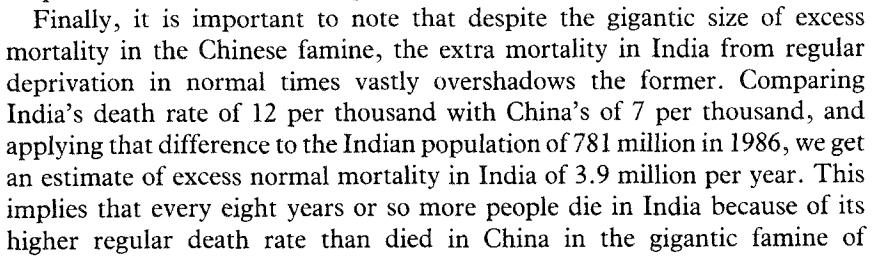 Finally, it is important to note that despite the gigantic size of excess
mortality in the Chinese famine, the extra mortality in India from regular
deprivation in normal times vastly overshadows the former. Comparing
India's death rate of 12 per thousand with China's of 7 per thousand, and
applying that difference to the Indian population of 781 million in 1986, we get
an estimate of excess normal mortality in India of 3.9 million per year. This
implies that every eight years or so more people die in India because of its
higher regular death rate than died in China in the gigantic famine of